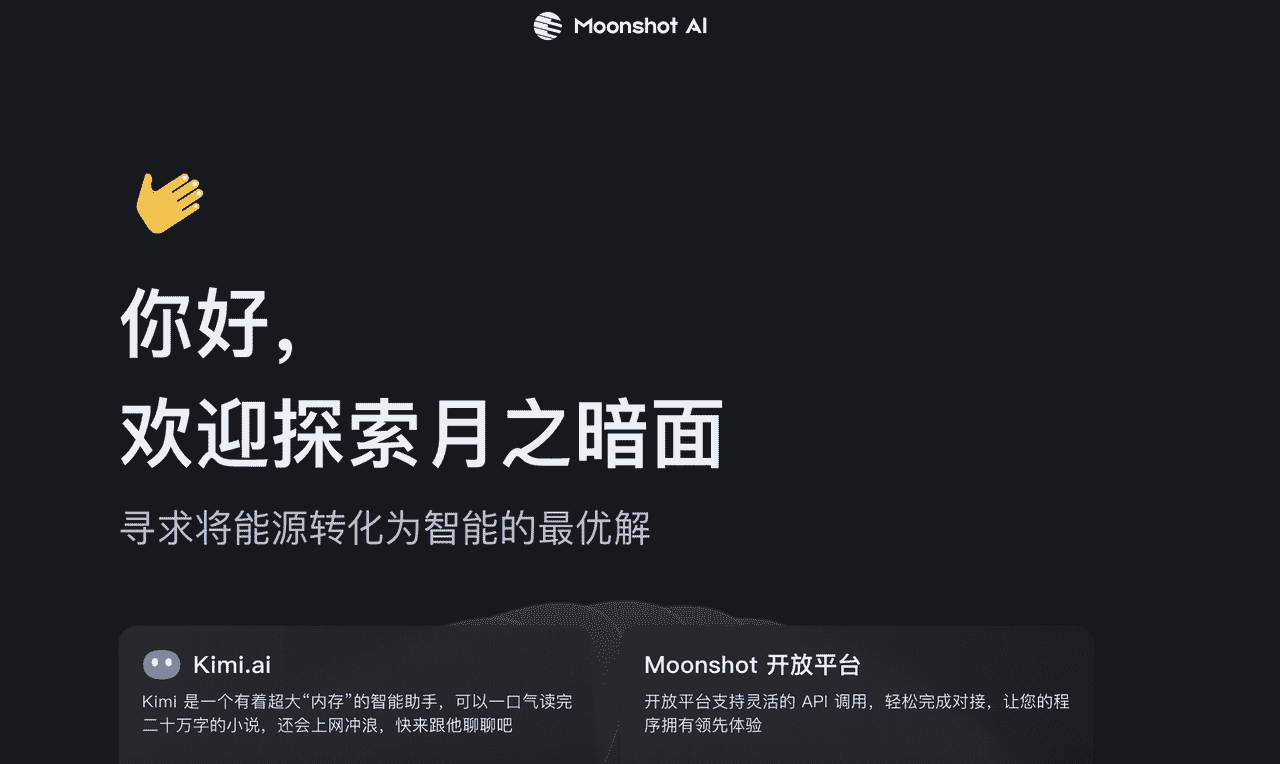 Moonshot AI
你好，
欢迎探索月之暗面
寻求将能源转化为智能的最优解
Kimi.ai
Kimi 是一个有着超大“内存”的智能助手，可以一口气读完
二十万字的小说，还会上网冲浪，快来跟他聊聊吧
Moonshot 开放平台
开放平台支持灵活的 API 调用，轻松完成对接，让您的程
序拥有领先体验